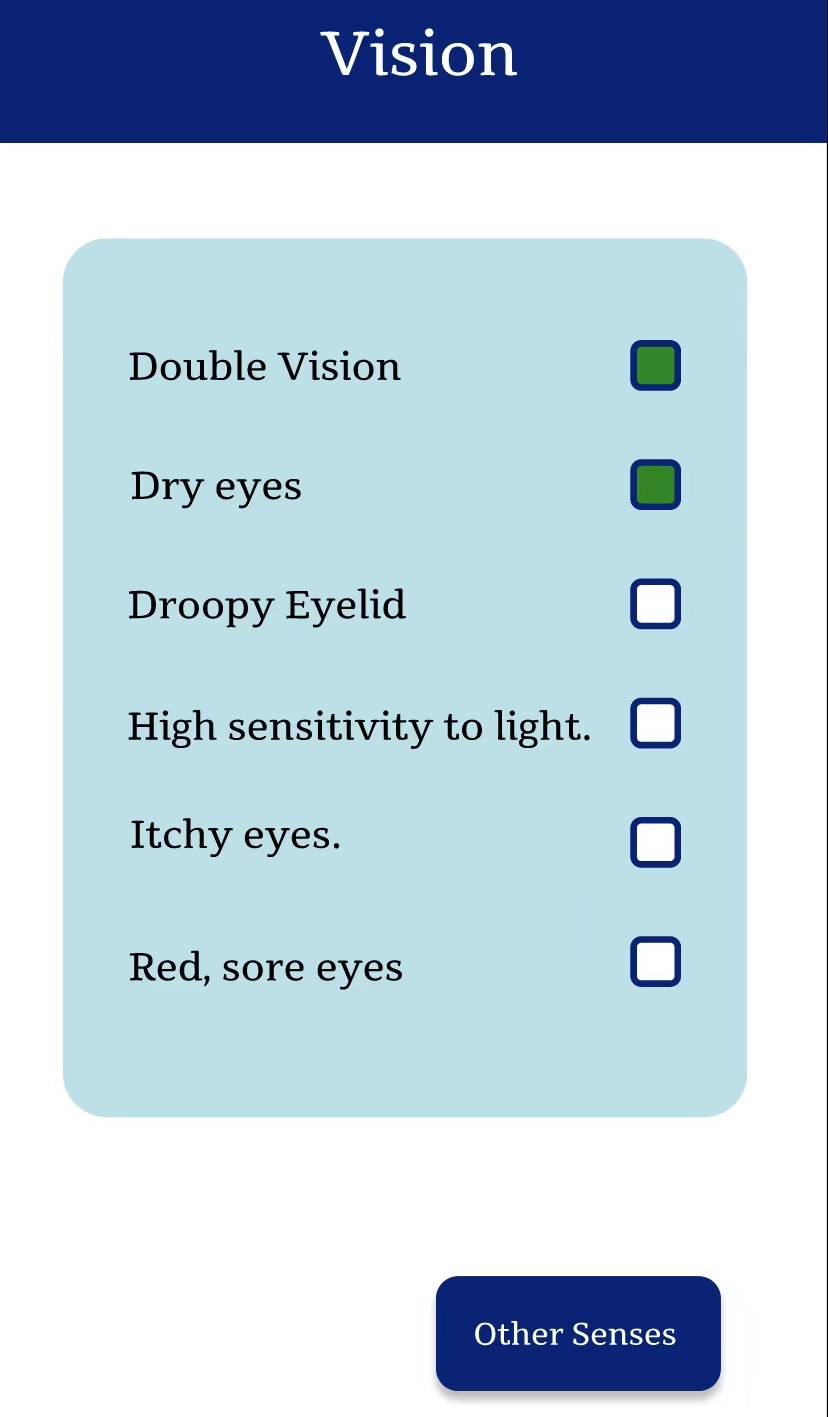 Vision
Double Vision
Dry eyes
Droopy Eyelid
High sensitivity to light.
Itchy eyes.
Red, sore eyes
Other Senses